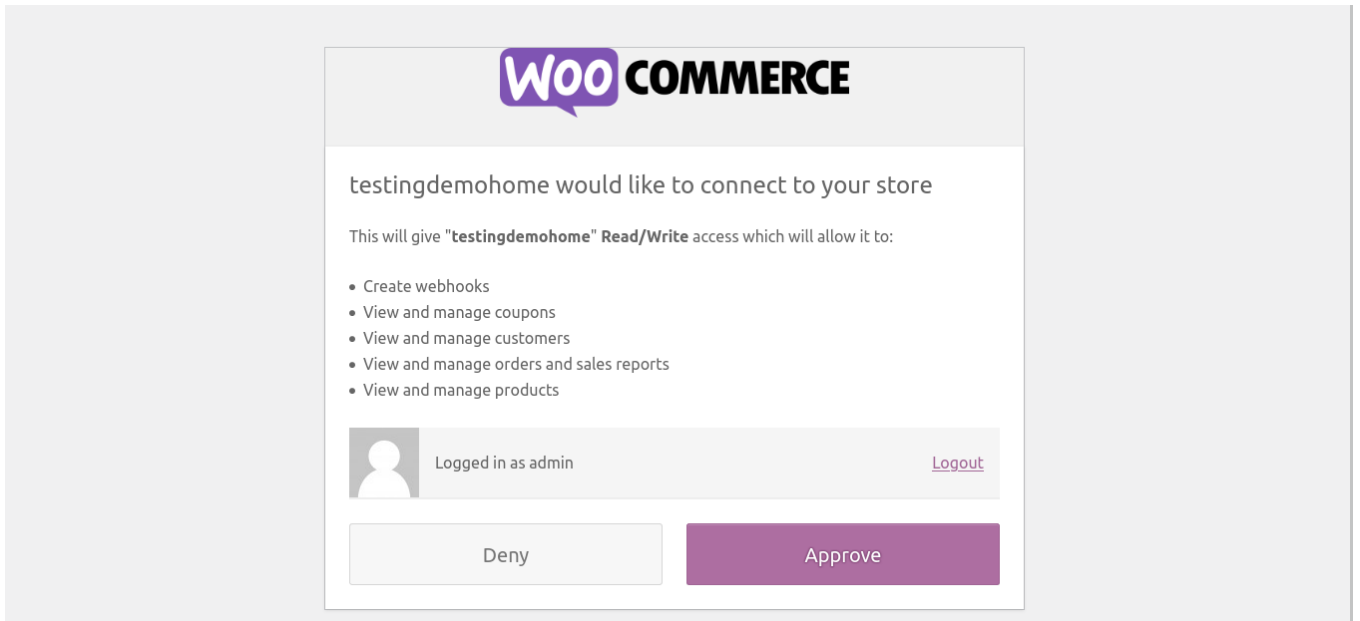 WOO COMMERCE
testingdemohome would like to connect to your store
This will give "testingdemohome" Read/Write access which will allow it to:
• Create webhooks
• View and manage coupons
• View and manage customers
• View and manage orders and sales reports
• View and manage products
Logged in as admin Logout
Deny Approve